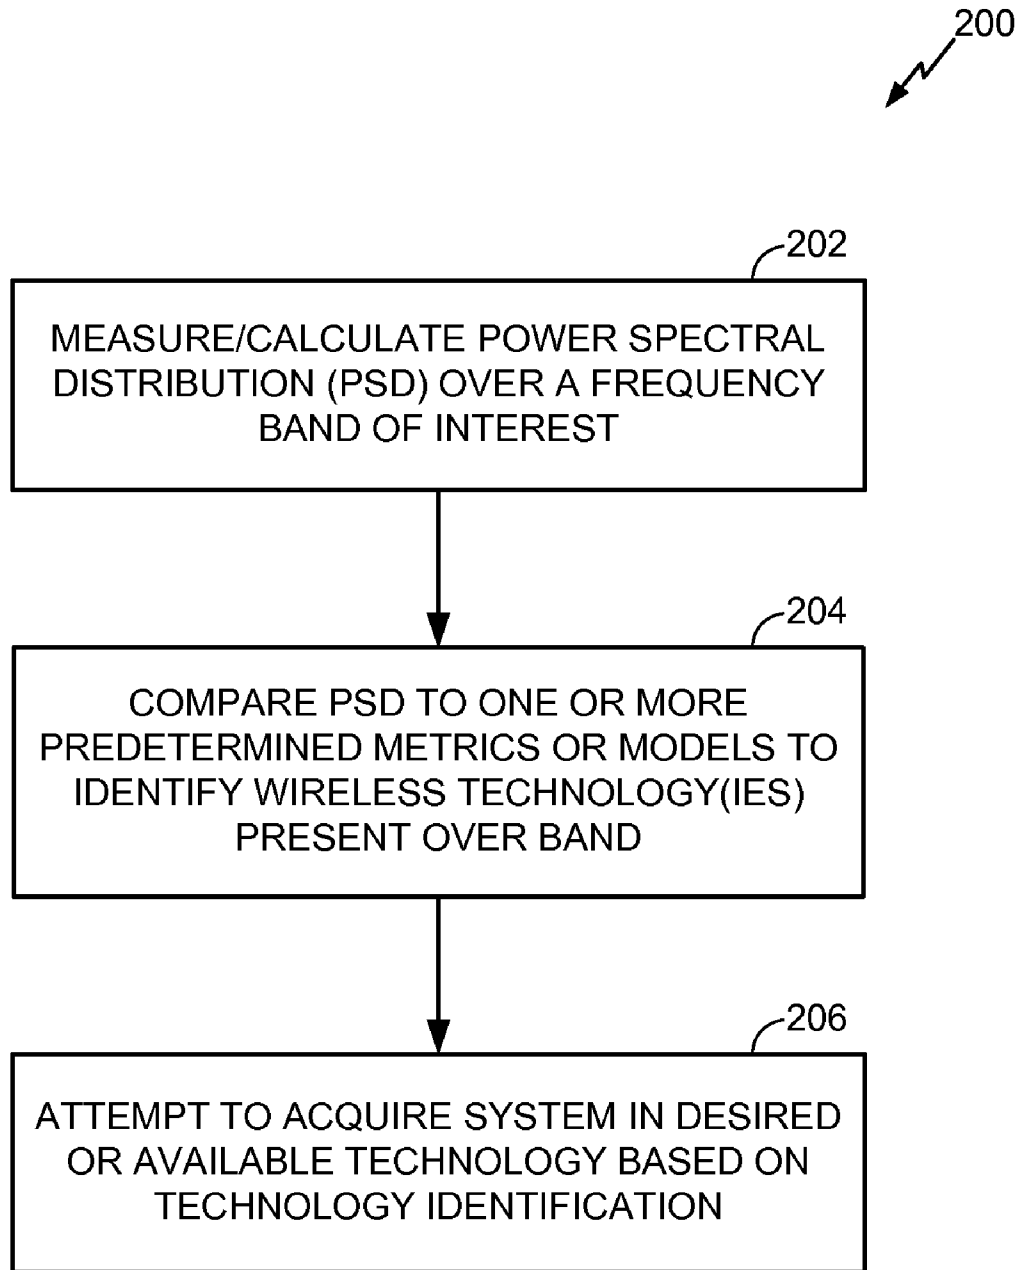 200
202
MEASURE/CALCULATE POWER SPECTRAL
DISTRIBUTION (PSD) OVER A FREQUENCY
BAND OF INTEREST
204
COMPARE PSD TO ONE OR MORE
PREDETERMINED METRICS OR MODELS TO
IDENTIFY WIRELESS TECHNOLOGY(IES)
PRESENT OVER BAND
206
ATTEMPT TO ACQUIRE SYSTEM IN DESIRED
OR AVAILABLE TECHNOLOGY BASED ON
TECHNOLOGY IDENTIFICATION